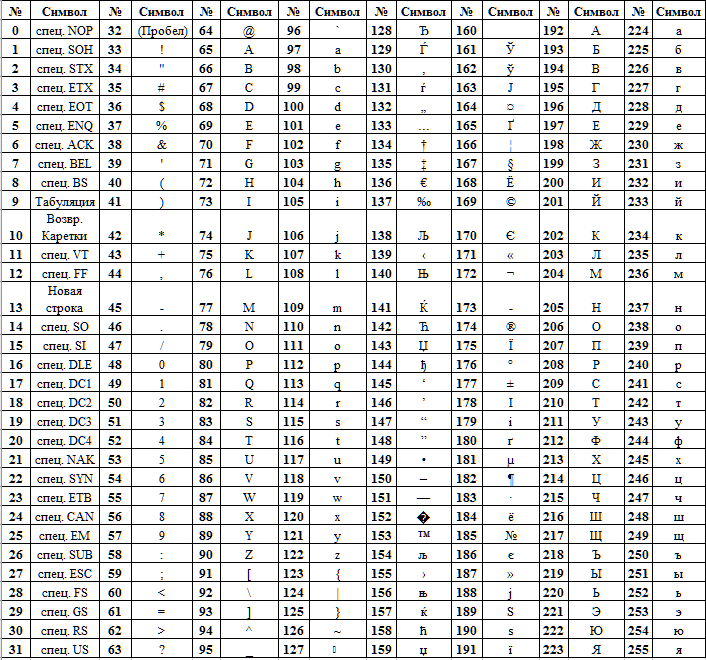 № Символ № Символ № Символ № Символ № Символ № Символ № Символ № Символ
0 спец. NOP 32 (Пробел) 64 @ 96 ` 128 Ђ 160 192 А 224 а
1 спец. SOH 33 ! 65 A 97 a 129 Ѓ 161 Ў 193 Б 225 б
2 спец. STX 34 " 66 B 98 b 130 ‚ 162 ў 194 В 226 в
3 спец. ETX 35 # 67 C 99 c 131 ѓ 163 Ј 195 Г 227 г
4 спец. EOT 36 $ 68 D 100 d 132 „ 164 ¤ 196 Д 228 д
5 спец. ENQ 37 % 69 E 101 e 133 … 165 Ґ 197 Е 229 е
6 спец. ACK 38 & 70 F 102 f 134 † 166 ¦ 198 Ж 230 ж
7 спец. BEL 39 ' 71 G 103 g 135 ‡ 167 § 199 З 231 з
8 спец. BS 40 ( 72 H 104 h 136 € 168 Ё 200 И 232 и
9 Табуляция 41 ) 73 I 105 i 137 ‰ 169 © 201 Й 233 й
Возвр.
10 Каретки 42 * 74 J 106 j 138 Љ 170 Є 202 К 234 к
11 спец. VT 43 + 75 K 107 k 139 ‹ 171 « 203 Л 235 л
12 спец. FF 44 , 76 L 108 l 140 Њ 172 ¬ 204 М 236 м
Новая
13 строка 45 - 77 M 109 m 141 Ќ 173 - 205 Н 237 н
14 спец. SO 46 . 78 N 110 n 142 Ћ 174 ® 206 О 238 о
15 спец. SI 47 / 79 O 111 o 143 Џ 175 Ї 207 П 239 п
16 спец. DLE 48 0 80 P 112 p 144 ђ 176 ° 208 Р 240 р
17 спец. DC1 49 1 81 Q 113 q 145 ‘ 177 ± 209 С 241 с
18 спец. DC2 50 2 82 R 114 r 146 ’ 178 І 210 Т 242 т
19 спец. DC3 51 3 83 S 115 s 147 “ 179 і 211 У 243 у
20 спец. DC4 52 4 84 T 116 t 148 ” 180 ґ 212 Ф 244 ф
21 спец. NAK 53 5 85 U 117 u 149 • 181 µ 213 Х 245 х
22 спец. SYN 54 6 86 V 118 v 150 – 182 ¶ 214 Ц 246 ц
23 спец. ETB 55 7 87 W 119 w 151 — 183 · 215 Ч 247 ч
24 спец. CAN 56 8 88 X 120 x 152 � 184 ё 216 Ш 248 ш
25 спец. EM 57 9 89 Y 121 y 153 ™ 185 № 217 Щ 249 щ
26 спец. SUB 58 : 90 Z 122 z 154 љ 186 є 218 Ъ 250 ъ
27 спец. ESC 59 ; 91 [ 123 { 155 › 187 » 219 Ы 251 ы
28 спец. FS 60 < 92 \ 124 | 156 њ 188 ј 220 Ь 252 ь
29 спец. GS 61 = 93 ] 125 } 157 ќ 189 Ѕ 221 Э 253 э
30 спец. RS 62 > 94 ^ 126 ~ 158 ћ 190 ѕ 222 Ю 254 ю
31 спец. US 63 ? 95 _ 127 159 џ 191 ї 223 Я 255 я